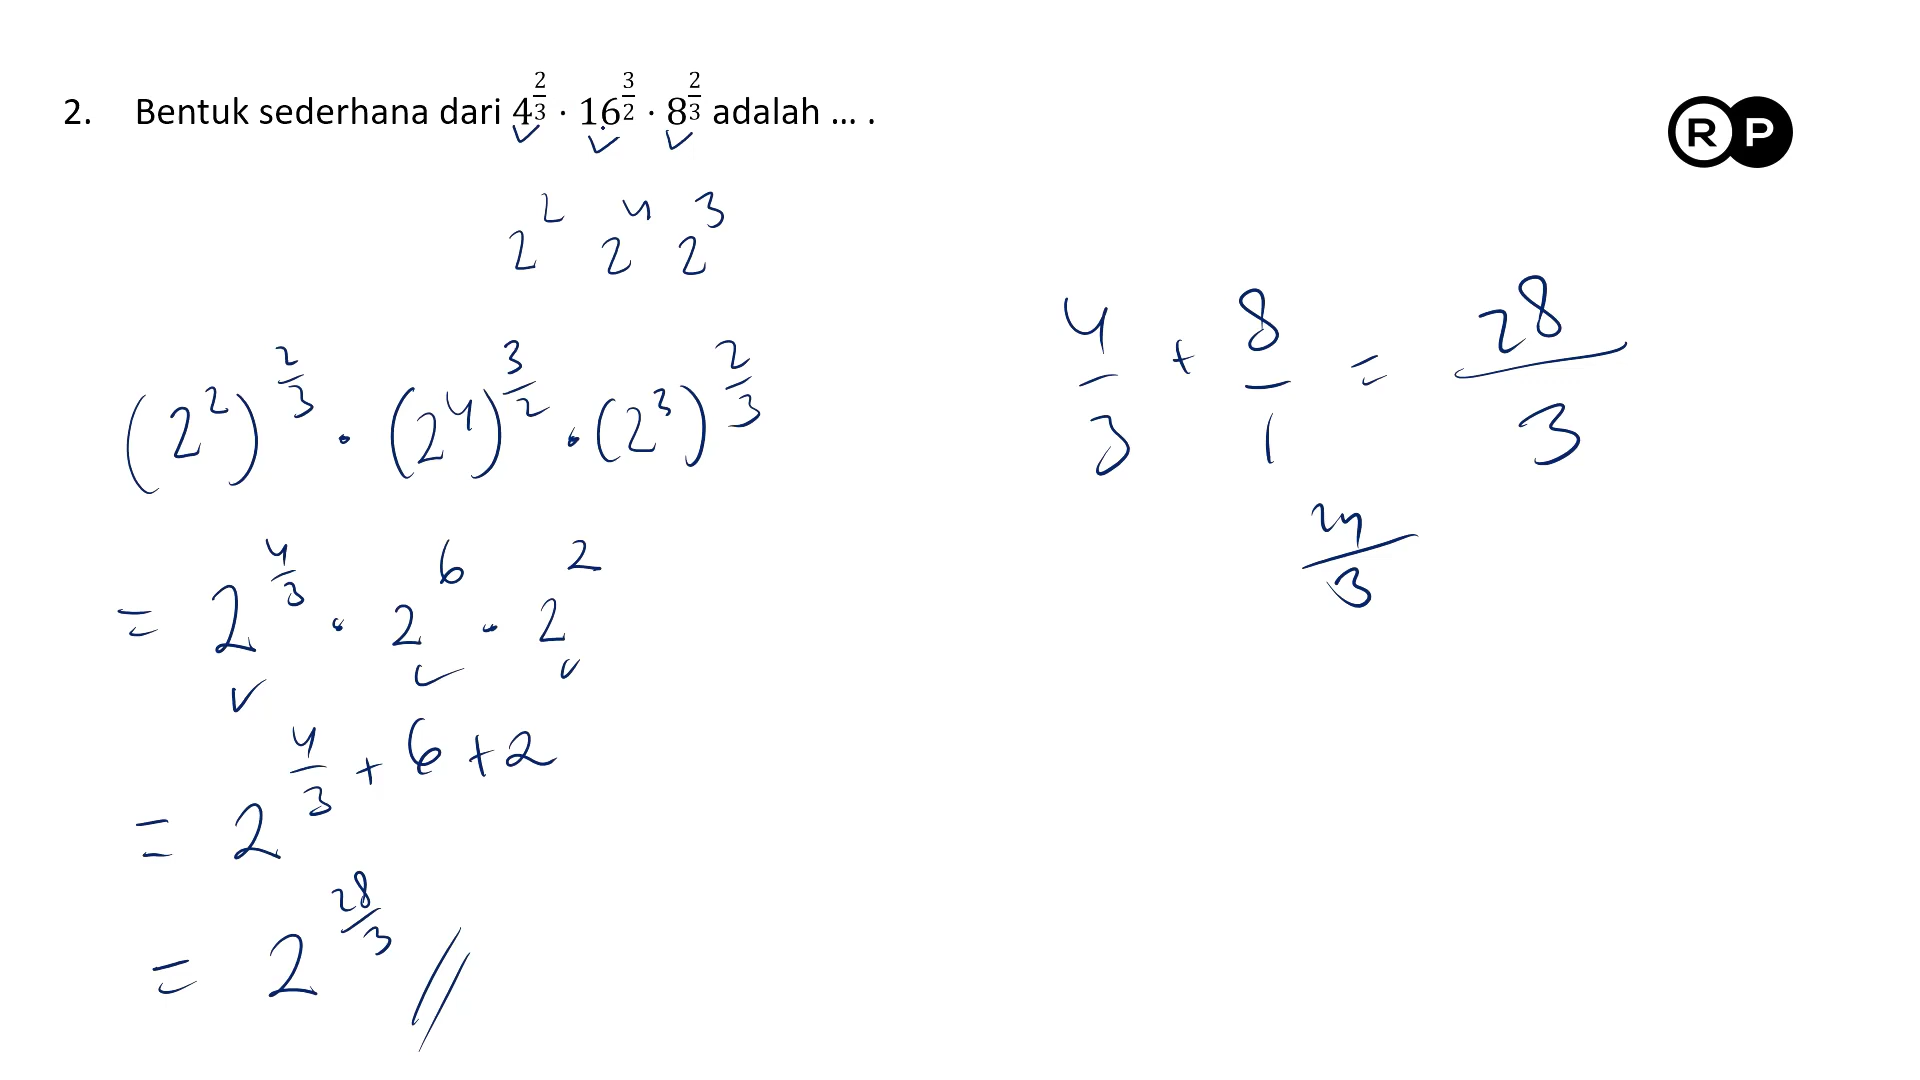 2. Bentuk sederhana dari 4^{2/3} · 16^{3/2} · 8^{2/3} adalah ... .
RP
2^2 2^4 2^3
(2^2)^{2/3} · (2^4)^{3/2} · (2^3)^{2/3}
= 2^{4/3} · 2^6 · 2^2
= 2^{4/3 + 6 + 2}
= 2^{28/3} //
4/3 + 8/1 = 28/3
24/3